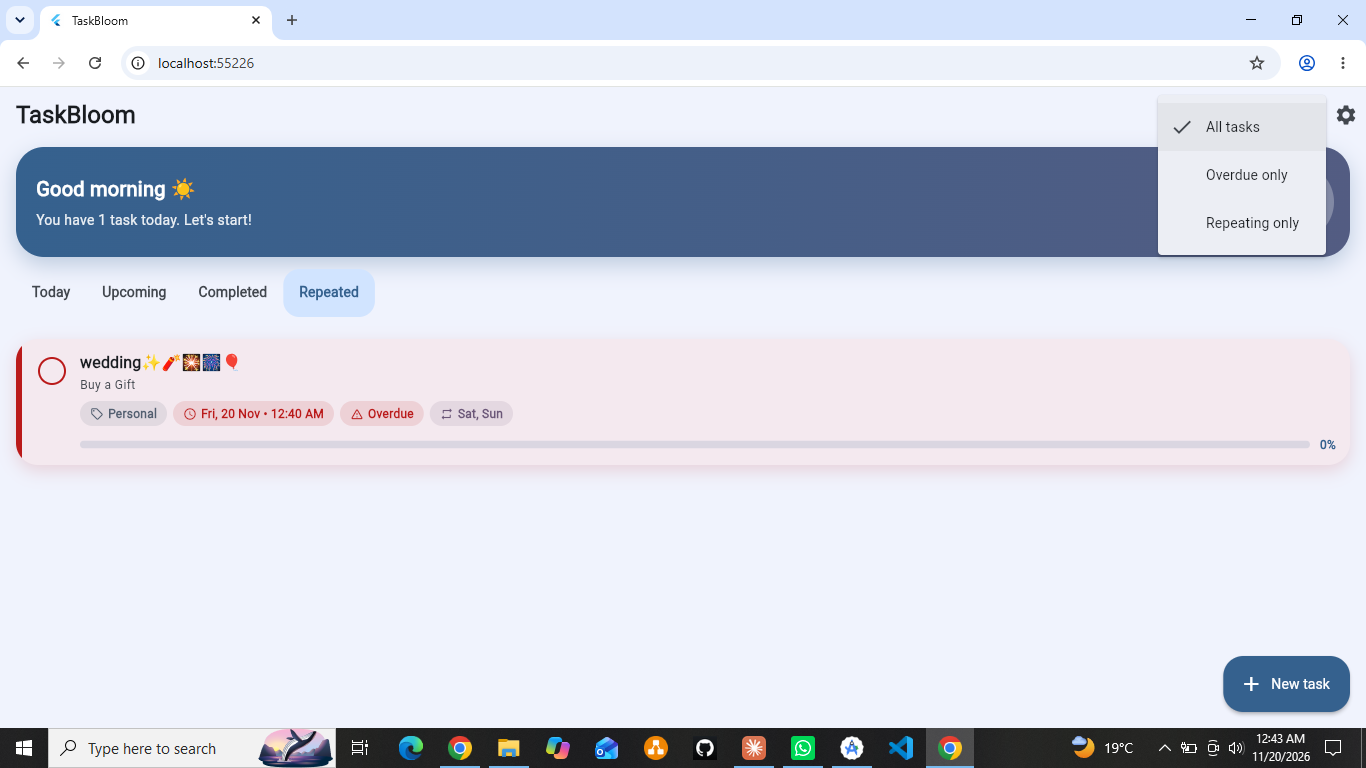 TaskBloom
localhost:55226
TaskBloom
All tasks
Overdue only
Repeating only
Good morning ☀️
You have 1 task today. Let's start!
Today Upcoming Completed Repeated
wedding✨🧨🎇🎆🎈
Buy a Gift
Personal Fri, 20 Nov • 12:40 AM Overdue Sat, Sun
0%
New task
Type here to search
19°C
12:43 AM
11/20/2026